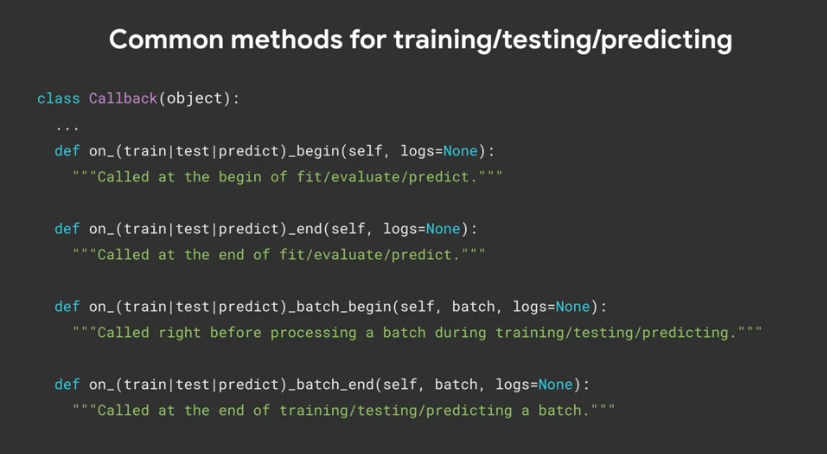 Common methods for training/testing/predicting
class Callback(object):
...
def on_(train|test|predict)_begin(self, logs=None):
"""Called at the begin of fit/evaluate/predict."""
def on_(train|test|predict)_end(self, logs=None):
"""Called at the end of fit/evaluate/predict."""
def on_(train|test|predict)_batch_begin(self, batch, logs=None):
"""Called right before processing a batch during training/testing/predicting."""
def on_(train|test|predict)_batch_end(self, batch, logs=None):
"""Called at the end of training/testing/predicting a batch."""